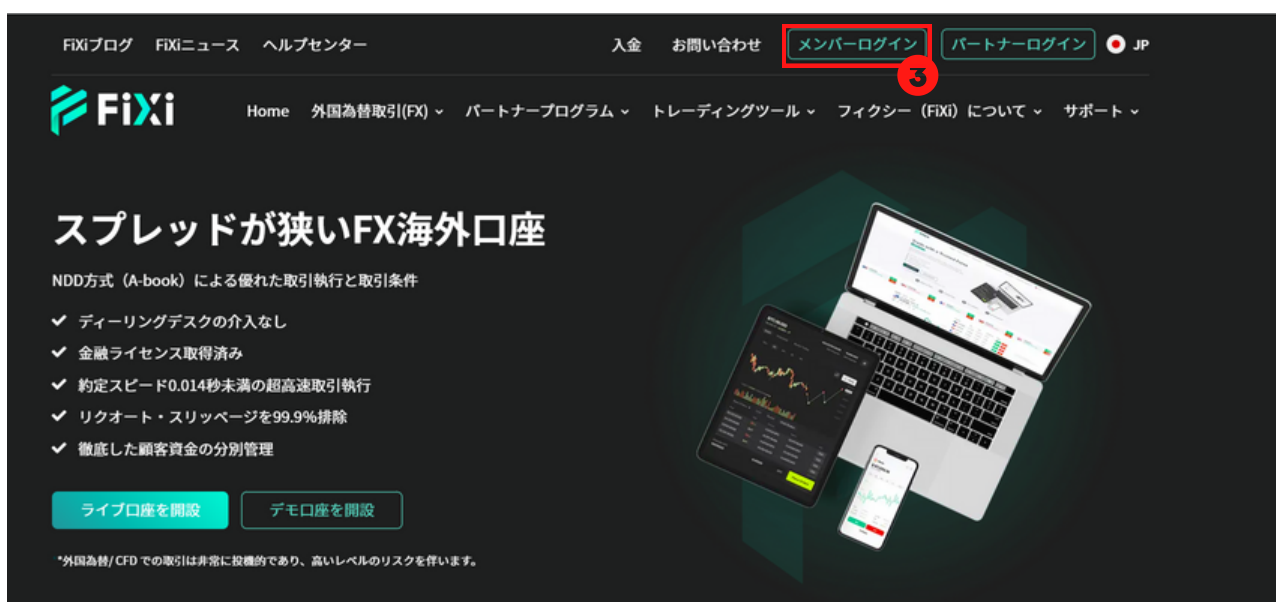 FiXiブログ FiXiニュース ヘルプセンター 入金 お問い合わせ メンバーログイン パートナーログイン JP
3
FiXi Home 外国為替取引(FX) パートナープログラム トレーディングツール フィクシー（FiXi）について サポート
スプレッドが狭いFX海外口座
NDD方式（A-book）による優れた取引執行と取引条件
ディーリングデスクの介入なし
金融ライセンス取得済み
約定スピード0.014秒未満の超高速取引執行
リクオート・スリッページを99.9%排除
徹底した顧客資金の分別管理
ライブ口座を開設 デモ口座を開設
*外国為替/ CFD での取引は非常に投機的であり、高いレベルのリスクを伴います。